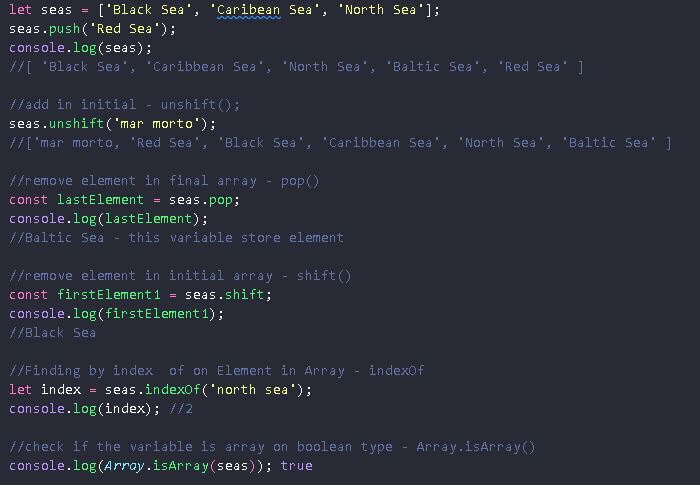 let seas = ['Black Sea', 'Caribean Sea', 'North Sea'];
seas.push('Red Sea');
console.log(seas);
//[ 'Black Sea', 'Caribbean Sea', 'North Sea', 'Baltic Sea', 'Red Sea' ]
//add in initial - unshift();
seas.unshift('mar morto');
//['mar morto, 'Red Sea', 'Black Sea', 'Caribbean Sea', 'North Sea', 'Baltic Sea' ]
//remove element in final array - pop()
const lastElement = seas.pop;
console.log(lastElement);
//Baltic Sea - this variable store element
//remove element in initial array - shift()
const firstElement1 = seas.shift;
console.log(firstElement1);
//Black Sea
//Finding by index  of on Element in Array - indexOf
let index = seas.indexOf('north sea');
console.log(index); //2
//check if the variable is array on boolean type - Array.isArray()
console.log(Array.isArray(seas)); true